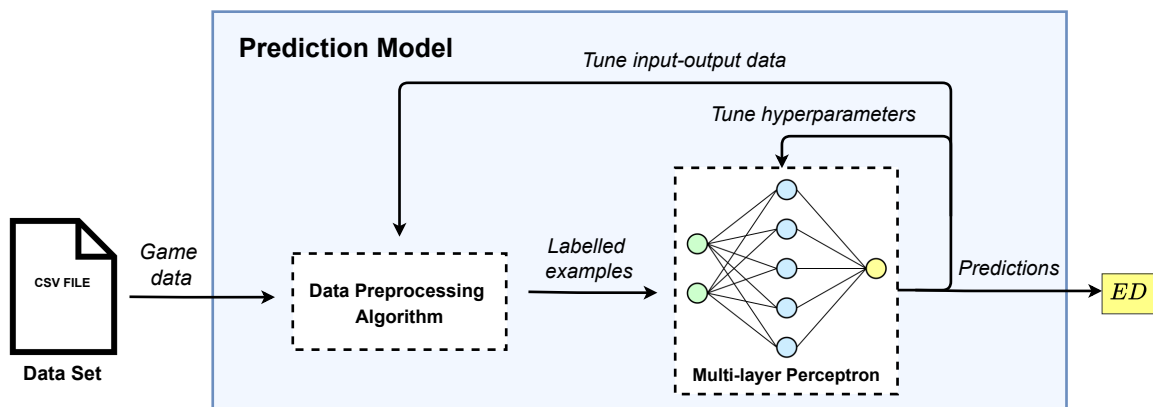 Prediction Model
Tune input-output data
Tune hyperparameters
CSV FILE
Data Set
Game
data
Data Preprocessing
Algorithm
Labelled
examples
Multi-layer Perceptron
Predictions
ED